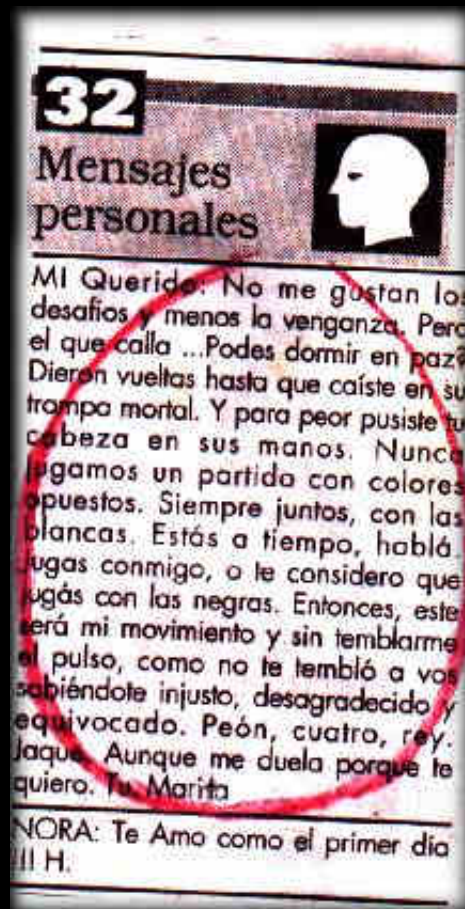 32
Mensajes
personales
MI Querido: No me gustan los
desafios y menos la venganza. Pero
el que calla ...Podes dormir en paz?
Dieron vueltas hasta que caíste en su
trampa mortal. Y para peor pusiste tu
cabeza en sus manos. Nunca
jugamos un partido con colores
opuestos. Siempre juntos, con las
blancas. Estás a tiempo, hablá.
Jugas conmigo, o te considero que
jugás con las negras. Entonces, este
será mi movimiento y sin temblarme
el pulso, como no te tembló a vos
sabiéndote injusto, desagradecido y
equivocado. Peón, cuatro, rey.
Jaque. Aunque me duela porque te
quiero. Tu Marita
NORA: Te Amo como el primer dia
III H.